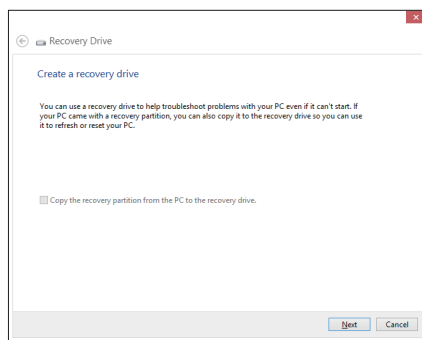 Recovery Drive
Create a recovery drive
You can use a recovery drive to help troubleshoot problems with your PC even if it can't start. If
your PC came with a recovery partition, you can also copy it to the recovery drive so you can use
it to refresh or reset your PC.
Copy the recovery partition from the PC to the recovery drive.
Next Cancel